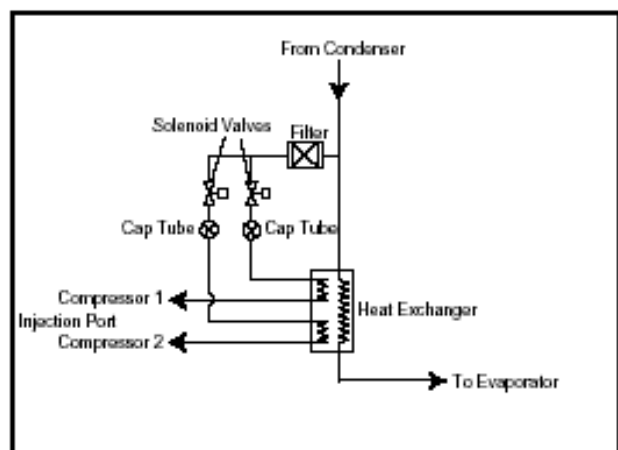 From Condenser
Solenoid Valves
Filter
Cap Tube
Cap Tube
Compressor 1
Heat Exchanger
Injection Port
Compressor 2
To Evaporator